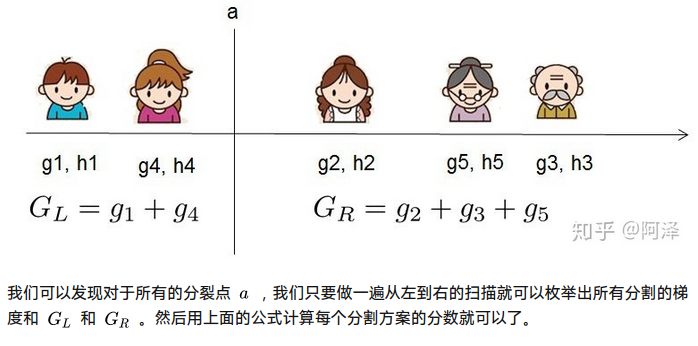 a
g1, h1 g4, h4 g2, h2 g5, h5 g3, h3
G_L = g_1 + g_4 G_R = g_2 + g_3 + g_5
知乎 @阿泽
我们可以发现对于所有的分裂点 a ，我们只要做一遍从左到右的扫描就可以枚举出所有分割的梯
度和 G_L 和 G_R 。然后用上面的公式计算每个分割方案的分数就可以了。